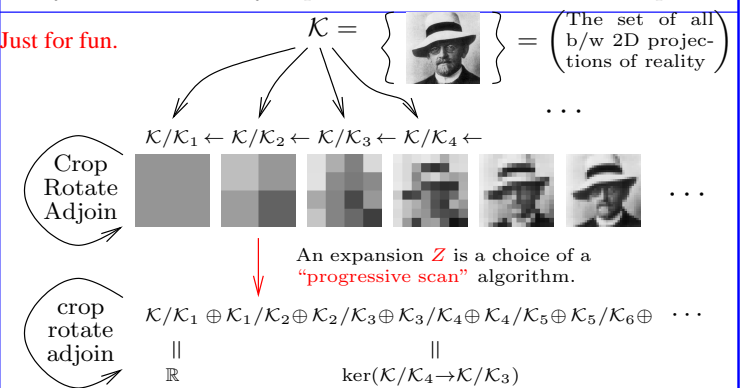 Just for fun.
𝒦 = { } = (The set of all
b/w 2D projec-
tions of reality)
...
𝒦/𝒦₁ ← 𝒦/𝒦₂ ← 𝒦/𝒦₃ ← 𝒦/𝒦₄ ←
Crop
Rotate
Adjoin
...
An expansion Z is a choice of a
“progressive scan” algorithm.
crop
rotate
adjoin
𝒦/𝒦₁ ⊕ 𝒦₁/𝒦₂ ⊕ 𝒦₂/𝒦₃ ⊕ 𝒦₃/𝒦₄ ⊕ 𝒦₄/𝒦₅ ⊕ 𝒦₅/𝒦₆ ⊕ ...
|| ||
ℝ ker(𝒦/𝒦₄→𝒦/𝒦₃)